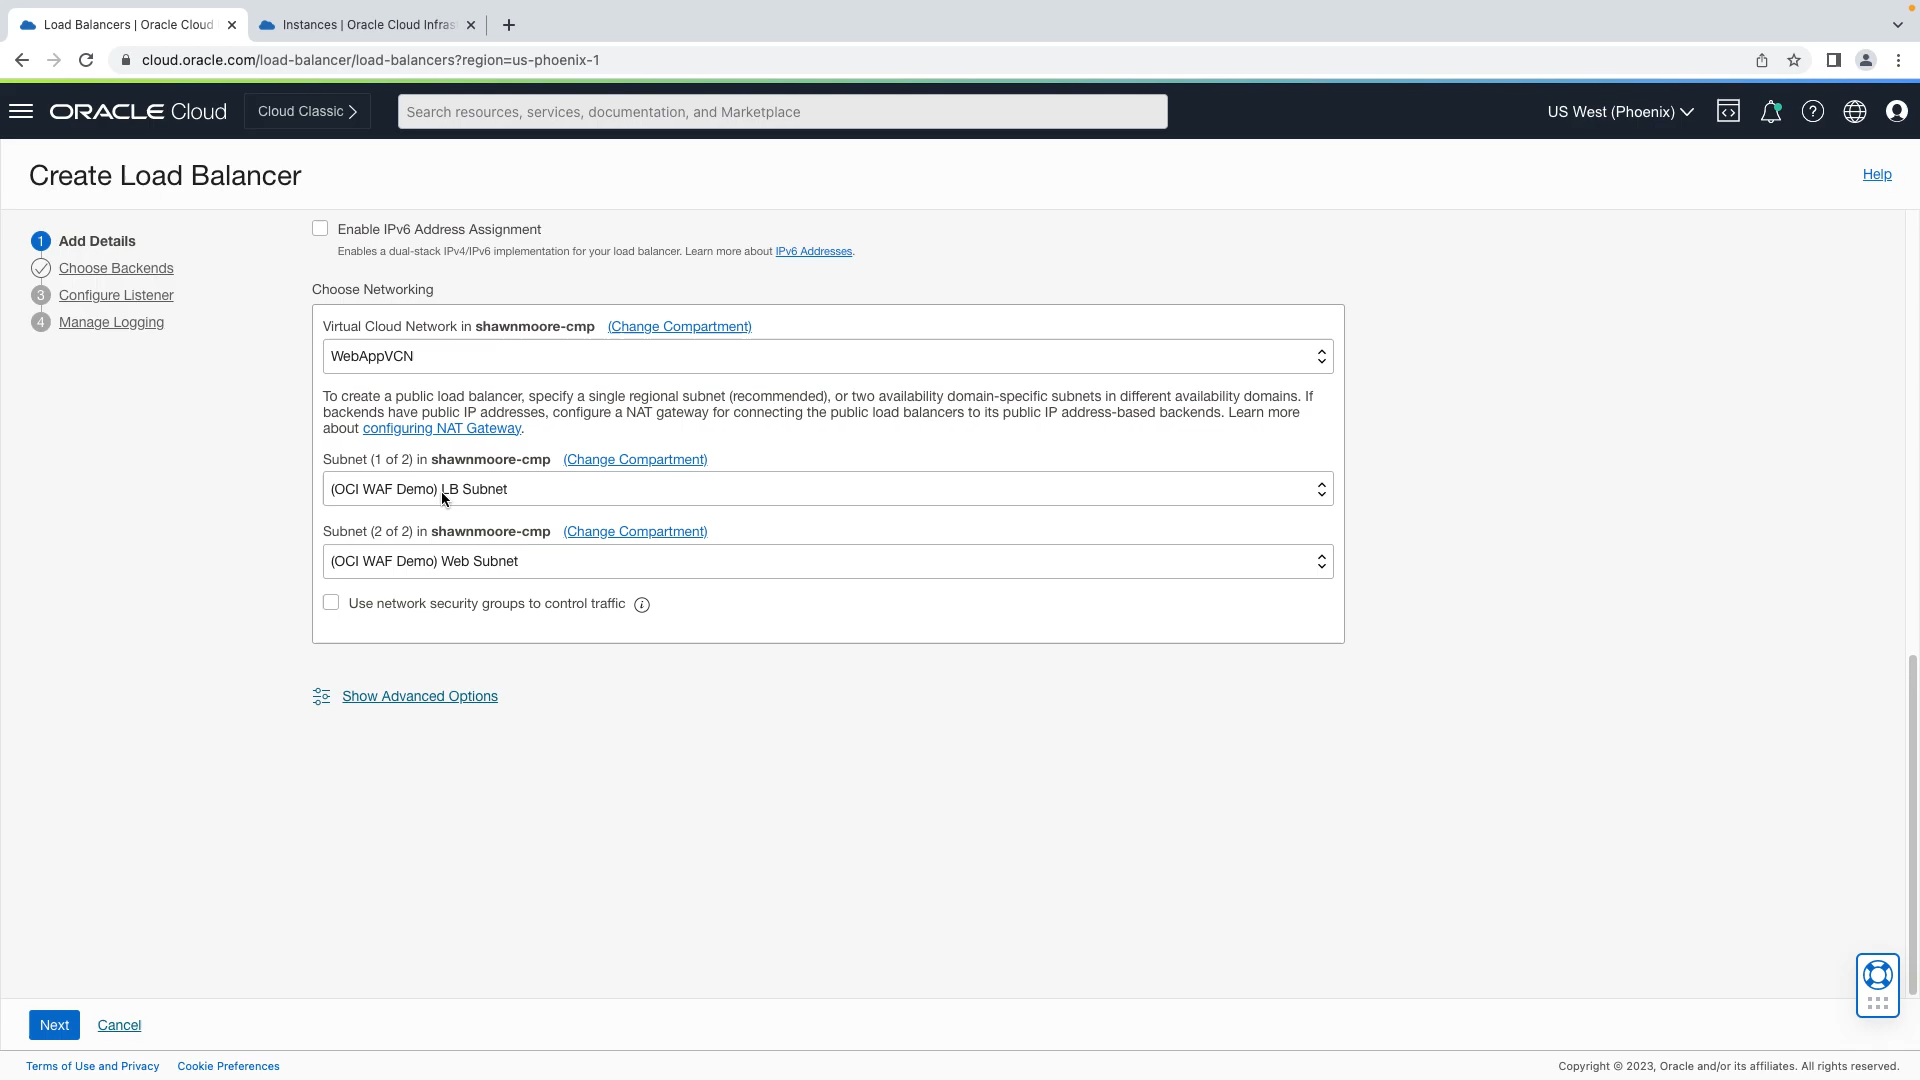 Load Balancers | Oracle Cloud
Instances | Oracle Cloud Infras
cloud.oracle.com/load-balancer/load-balancers?region=us-phoenix-1
ORACLE Cloud
Cloud Classic
Search resources, services, documentation, and Marketplace
US West (Phoenix)
Create Load Balancer
Help
1 Add Details
Choose Backends
3 Configure Listener
4 Manage Logging
Enable IPv6 Address Assignment
Enables a dual-stack IPv4/IPv6 implementation for your load balancer. Learn more about IPv6 Addresses.
Choose Networking
Virtual Cloud Network in shawnmoore-cmp (Change Compartment)
WebAppVCN
To create a public load balancer, specify a single regional subnet (recommended), or two availability domain-specific subnets in different availability domains. If
backends have public IP addresses, configure a NAT gateway for connecting the public load balancers to its public IP address-based backends. Learn more
about configuring NAT Gateway.
Subnet (1 of 2) in shawnmoore-cmp (Change Compartment)
(OCI WAF Demo) LB Subnet
Subnet (2 of 2) in shawnmoore-cmp (Change Compartment)
(OCI WAF Demo) Web Subnet
Use network security groups to control traffic
Show Advanced Options
Next
Cancel
Terms of Use and Privacy
Cookie Preferences
Copyright © 2023, Oracle and/or its affiliates. All rights reserved.